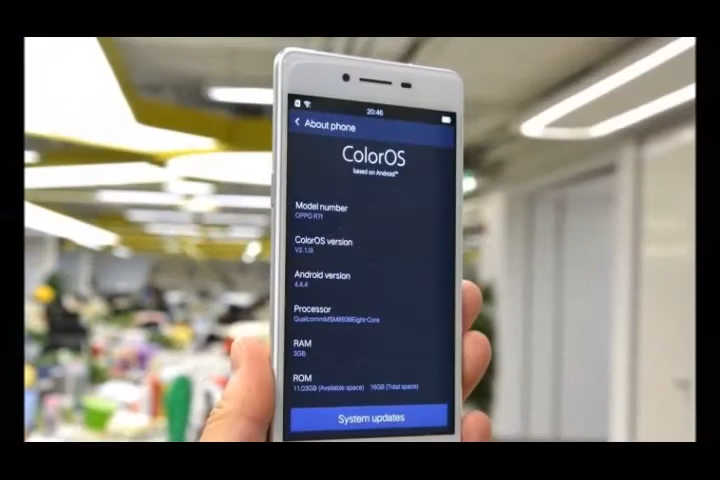 20:46
About phone
ColorOS
based on Android™
Model number
OPPO R7f
ColorOS version
V2.1.0i
Android version
4.4.4
Processor
QualcommMSM8939Eight-Core
RAM
3GB
ROM
11.03GB (Available space) 16GB (Total space)
System updates